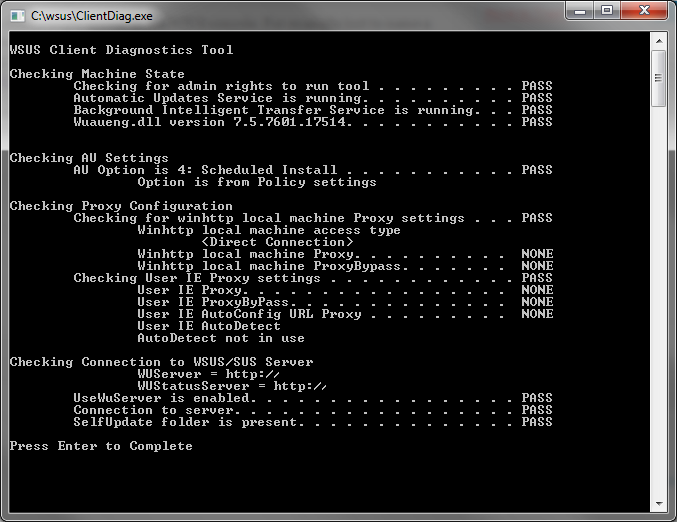 C:\wsus\ClientDiag.exe
WSUS Client Diagnostics Tool
Checking Machine State
Checking for admin rights to run tool . . . . . . . . . PASS
Automatic Updates Service is running. . . . . . . . . . PASS
Background Intelligent Transfer Service is running. . . PASS
Wuaueng.dll version 7.5.7601.17514. . . . . . . . . . . PASS
Checking AU Settings
AU Option is 4: Scheduled Install . . . . . . . . . . . PASS
Option is from Policy settings
Checking Proxy Configuration
Checking for winhttp local machine Proxy settings . . . PASS
Winhttp local machine access type
<Direct Connection>
Winhttp local machine Proxy. . . . . . . . . . NONE
Winhttp local machine ProxyBypass. . . . . . . NONE
Checking User IE Proxy settings . . . . . . . . . . . . PASS
User IE Proxy. . . . . . . . . . . . . . . . . NONE
User IE ProxyByPass. . . . . . . . . . . . . . NONE
User IE AutoConfig URL Proxy . . . . . . . . . NONE
User IE AutoDetect
AutoDetect not in use
Checking Connection to WSUS/SUS Server
WUServer = http://
WUStatusServer = http://
UseWuServer is enabled. . . . . . . . . . . . . . . . . PASS
Connection to server. . . . . . . . . . . . . . . . . . PASS
SelfUpdate folder is present. . . . . . . . . . . . . . PASS
Press Enter to Complete